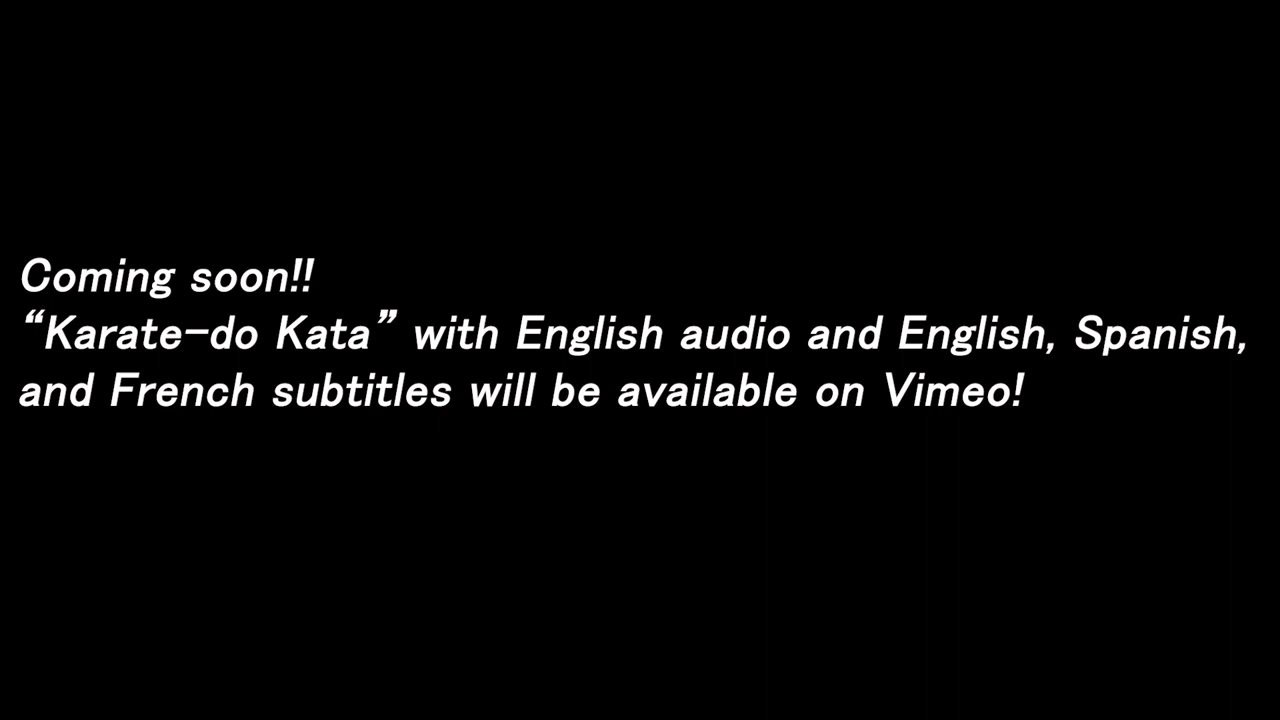 Coming soon!!
“Karate-do Kata” with English audio and English, Spanish,
and French subtitles will be available on Vimeo!